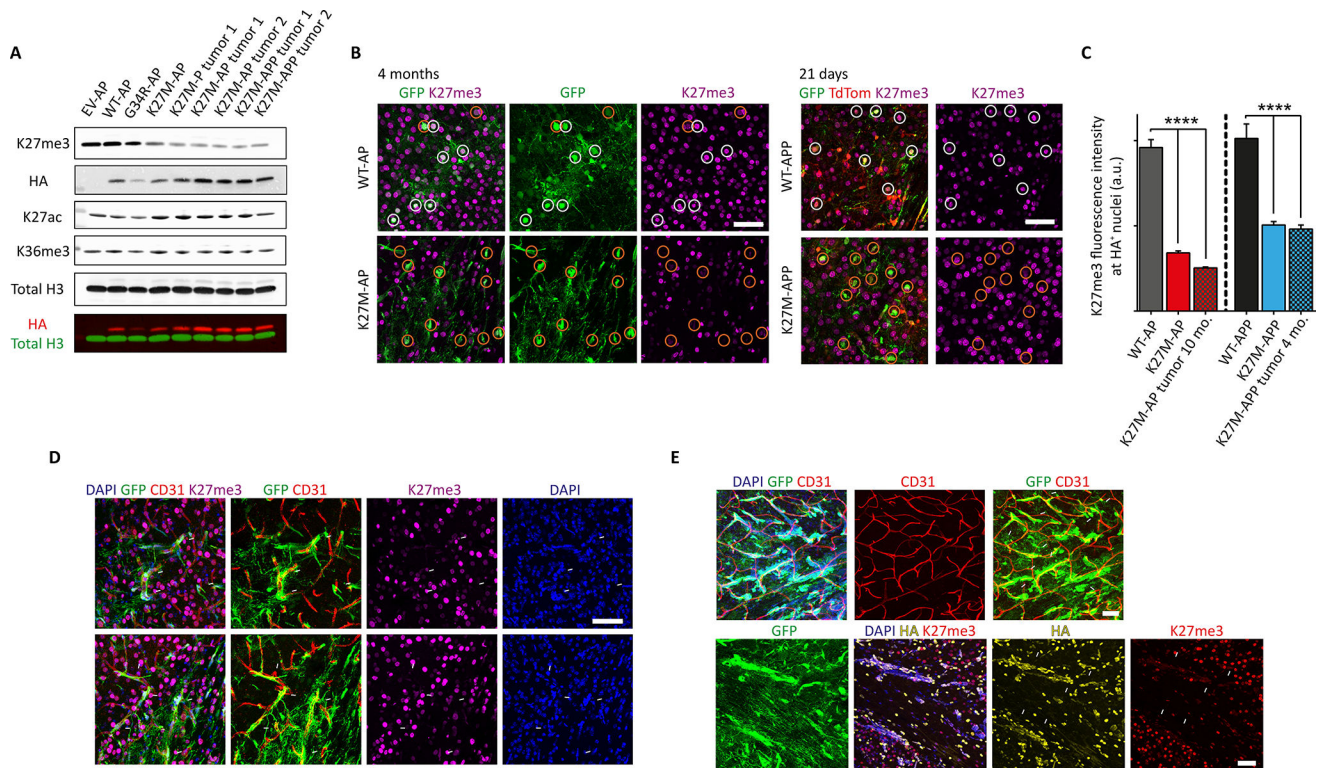 A
EV-AP
WT-AP
G34R-AP
K27M-AP
K27M-P tumor 1
K27M-AP tumor 1
K27M-AP tumor 2
K27M-APP tumor 1
K27M-APP tumor 2
K27me3
HA
K27ac
K36me3
Total H3
HA
Total H3
B
4 months
GFP K27me3
GFP
K27me3
WT-AP
K27M-AP
21 days
GFP TdTom K27me3
K27me3
WT-APP
K27M-APP
C
K27me3 fluorescence intensity
at HA⁺ nuclei (a.u.)
****
****
WT-AP
K27M-AP
K27M-AP tumor 10 mo.
WT-APP
K27M-APP
K27M-APP tumor 4 mo.
D
DAPI GFP CD31 K27me3
GFP CD31
K27me3
DAPI
E
DAPI GFP CD31
CD31
GFP CD31
GFP
DAPI HA K27me3
HA
K27me3